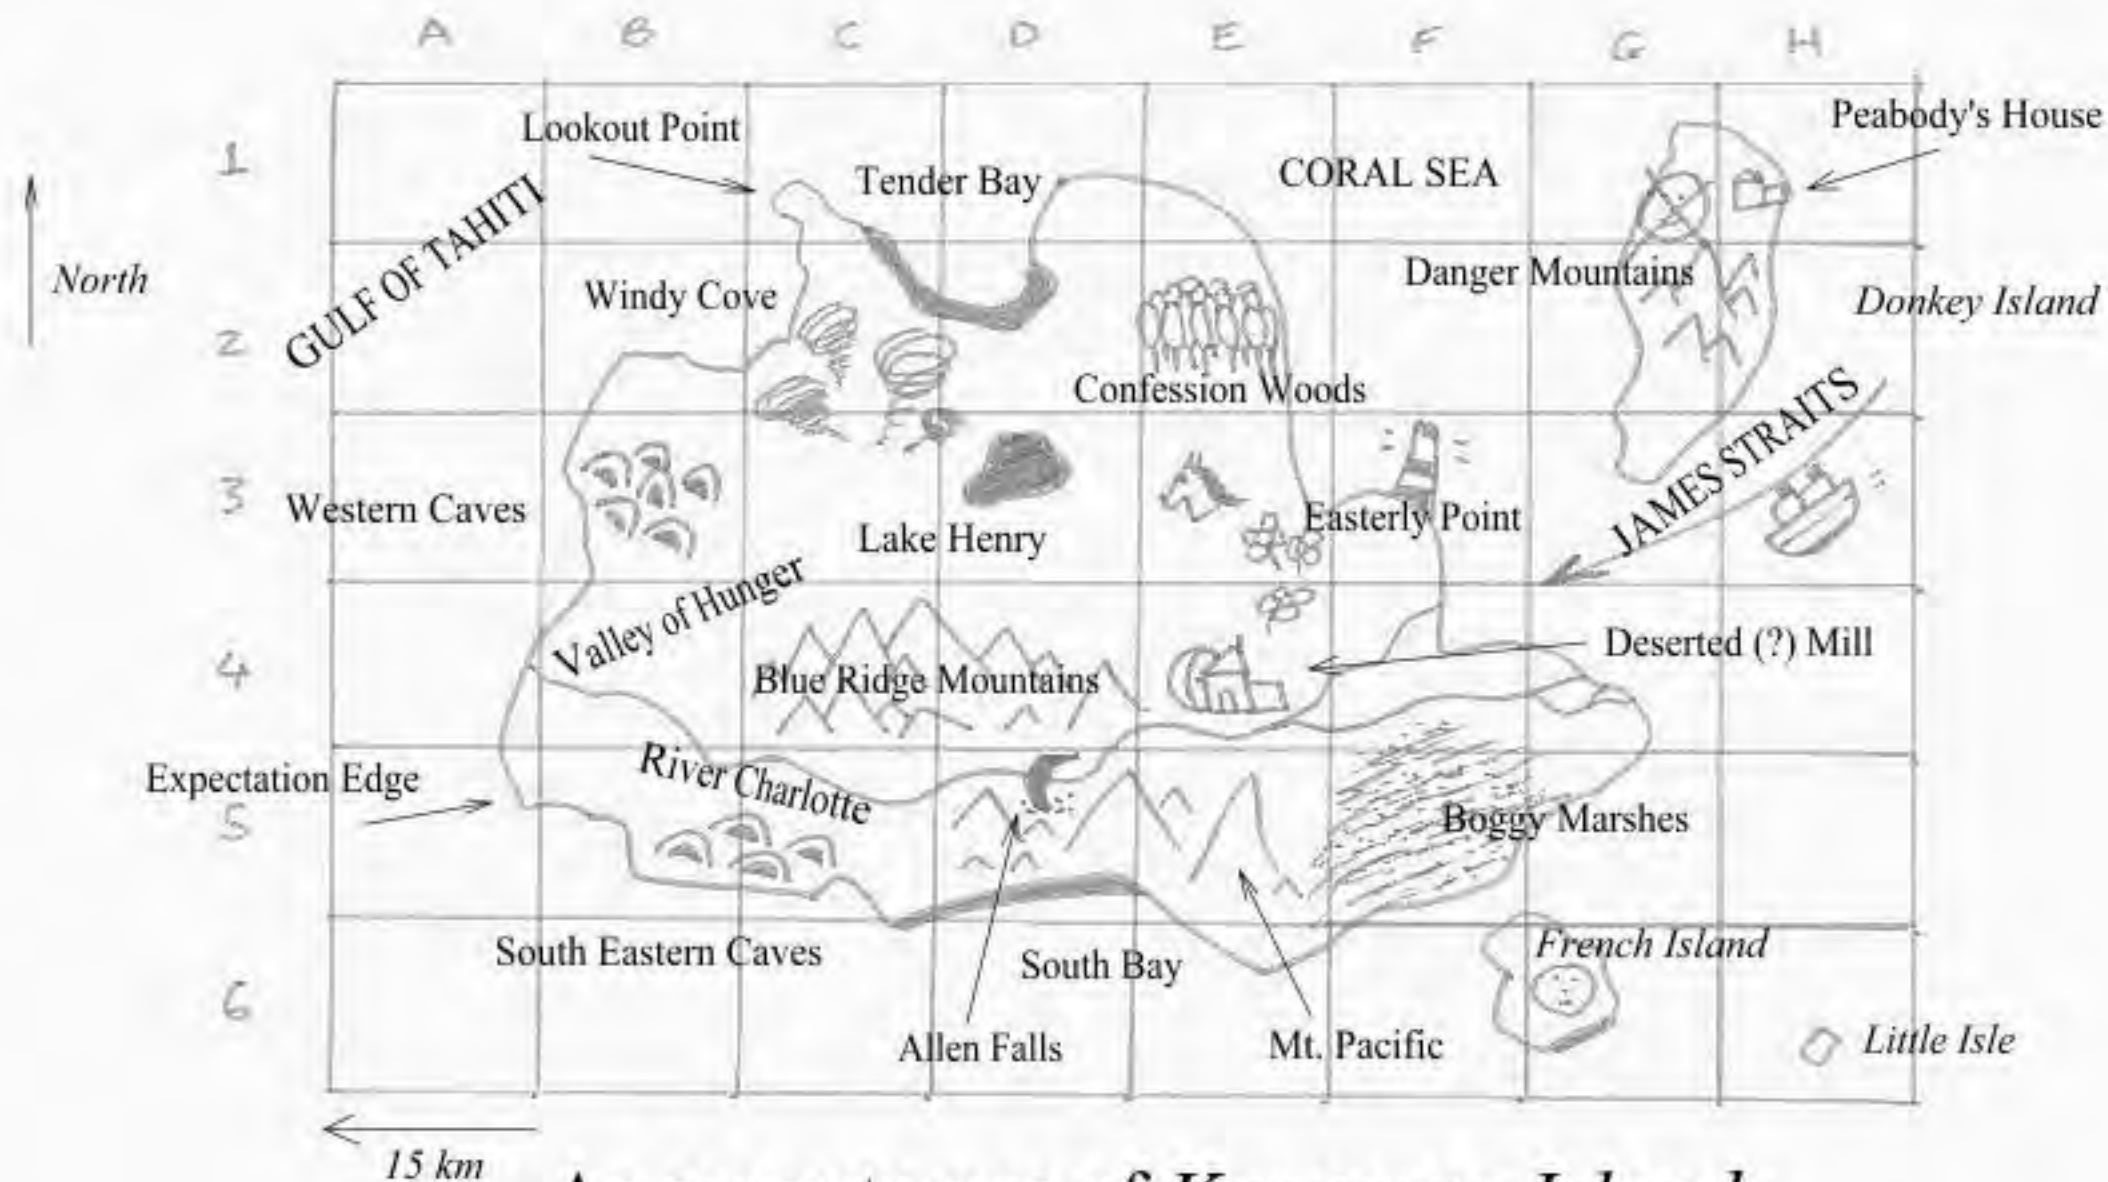 A B C D E F G H
1
Lookout Point
Tender Bay
CORAL SEA
Peabody's House
GULF OF TAHITI
North
Windy Cove
Danger Mountains
Donkey Island
2
Confession Woods
JAMES STRAITS
3
Western Caves
Lake Henry
Easterly Point
Valley of Hunger
4
Blue Ridge Mountains
Deserted (?) Mill
Expectation Edge
River Charlotte
5
Boggy Marshes
South Eastern Caves
South Bay
French Island
6
Allen Falls
Mt. Pacific
Little Isle
15 km